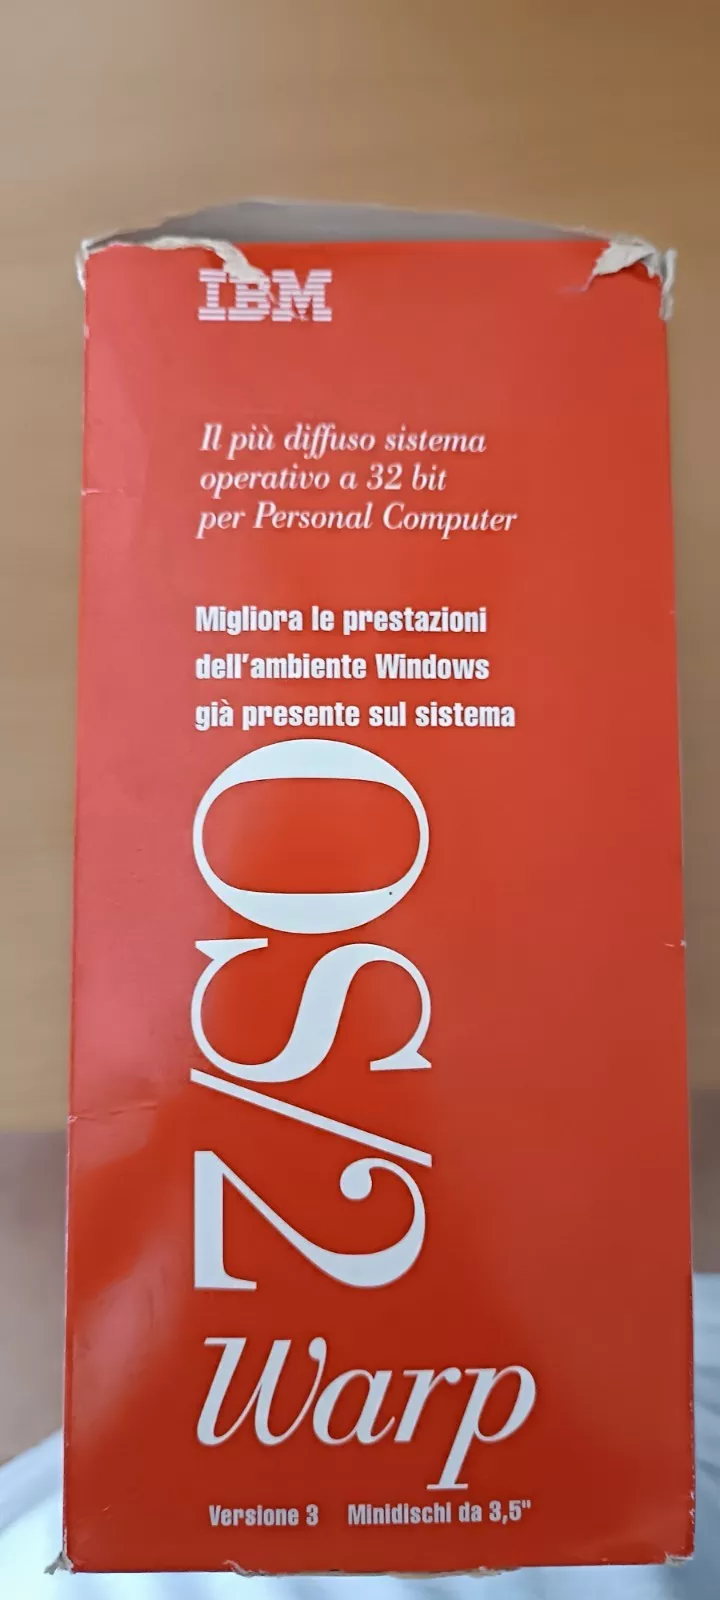 IBM
Il più diffuso sistema
operativo a 32 bit
per Personal Computer
Migliora le prestazioni
dell'ambiente Windows
già presente sul sistema
OS/2
Warp
Versione 3 Minidischi da 3,5"